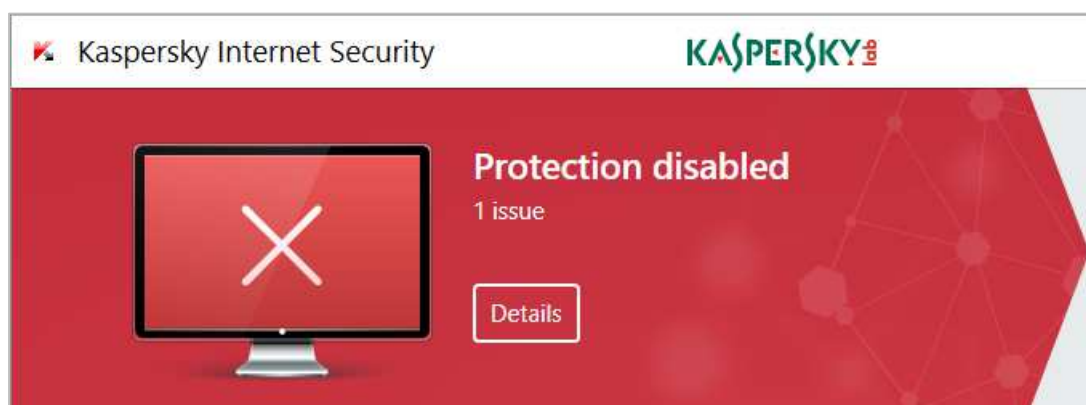 Kaspersky Internet Security
KASPERSKY lab
Protection disabled
1 issue
Details